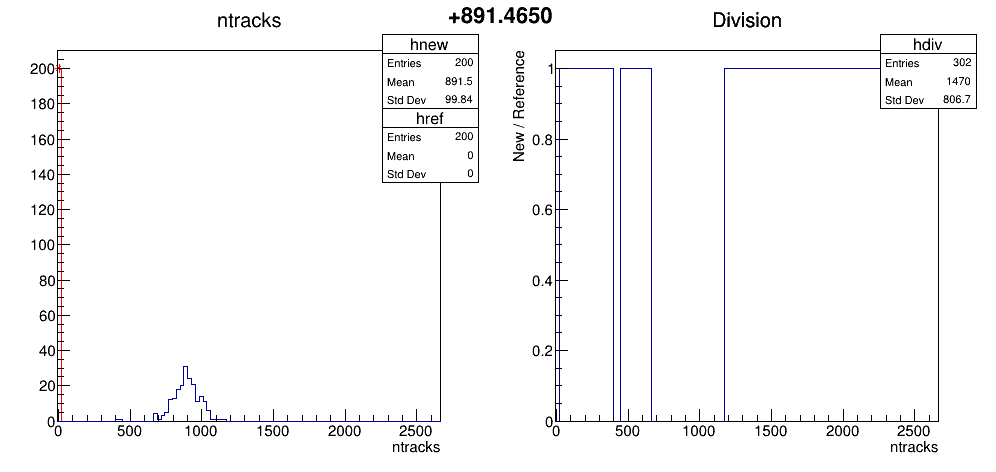 +891.4650
ntracks
hnew
Entries 200
Mean 891.5
Std Dev 99.84
href
Entries 200
Mean 0
Std Dev 0
200
180
160
140
120
100
80
60
40
20
0
0 500 1000 1500 2000 2500
ntracks
Division
hdiv
Entries 302
Mean 1470
Std Dev 806.7
New / Reference
1
0.8
0.6
0.4
0.2
0
0 500 1000 1500 2000 2500
ntracks